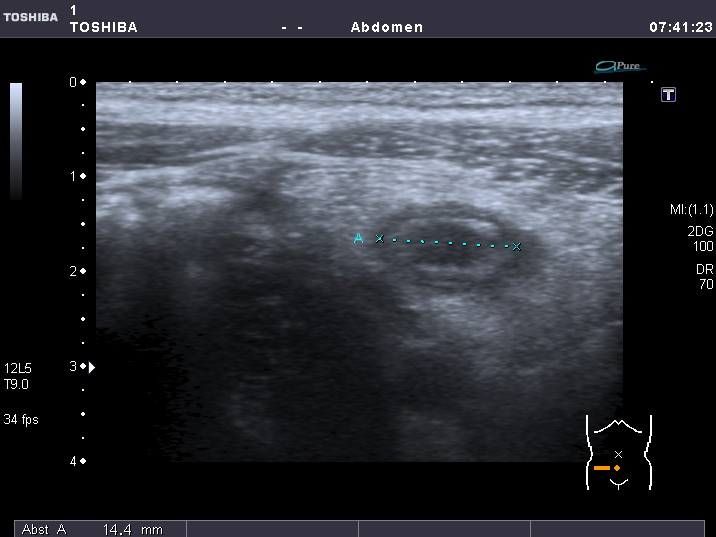 TOSHIBA
1
TOSHIBA - - Abdomen 07:41:23
aPure
T
0
1
2
3
4
A
MI:(1.1)
2DG
100
DR
70
12L5
T9.0
34 fps
Abst A 14.4 mm